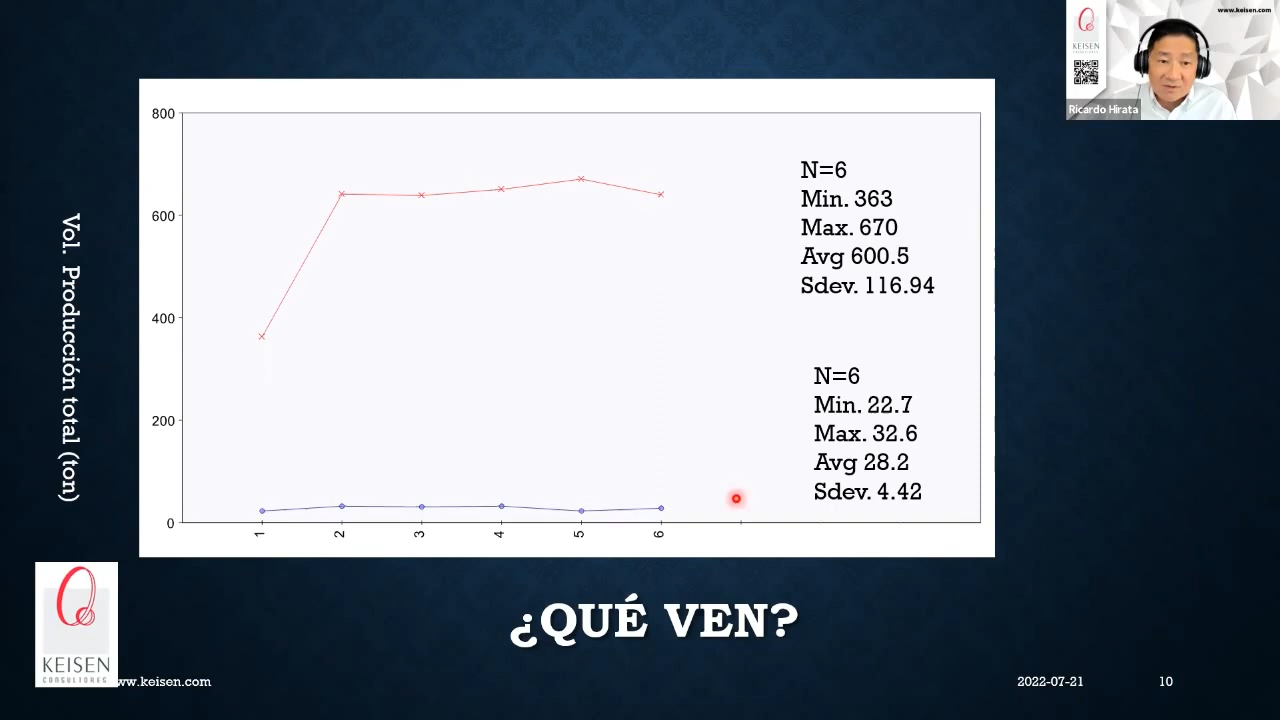 www.keisen.com
KEISEN
Ricardo Hirata
800
600
400
200
0
1
2
3
4
5
6
Vol. Producción total (ton)
N=6
Min. 363
Max. 670
Avg 600.5
Sdev. 116.94
N=6
Min. 22.7
Max. 32.6
Avg 28.2
Sdev. 4.42
¿QUÉ VEN?
KEISEN
CONSULTORES
ww.keisen.com
2022-07-21
10